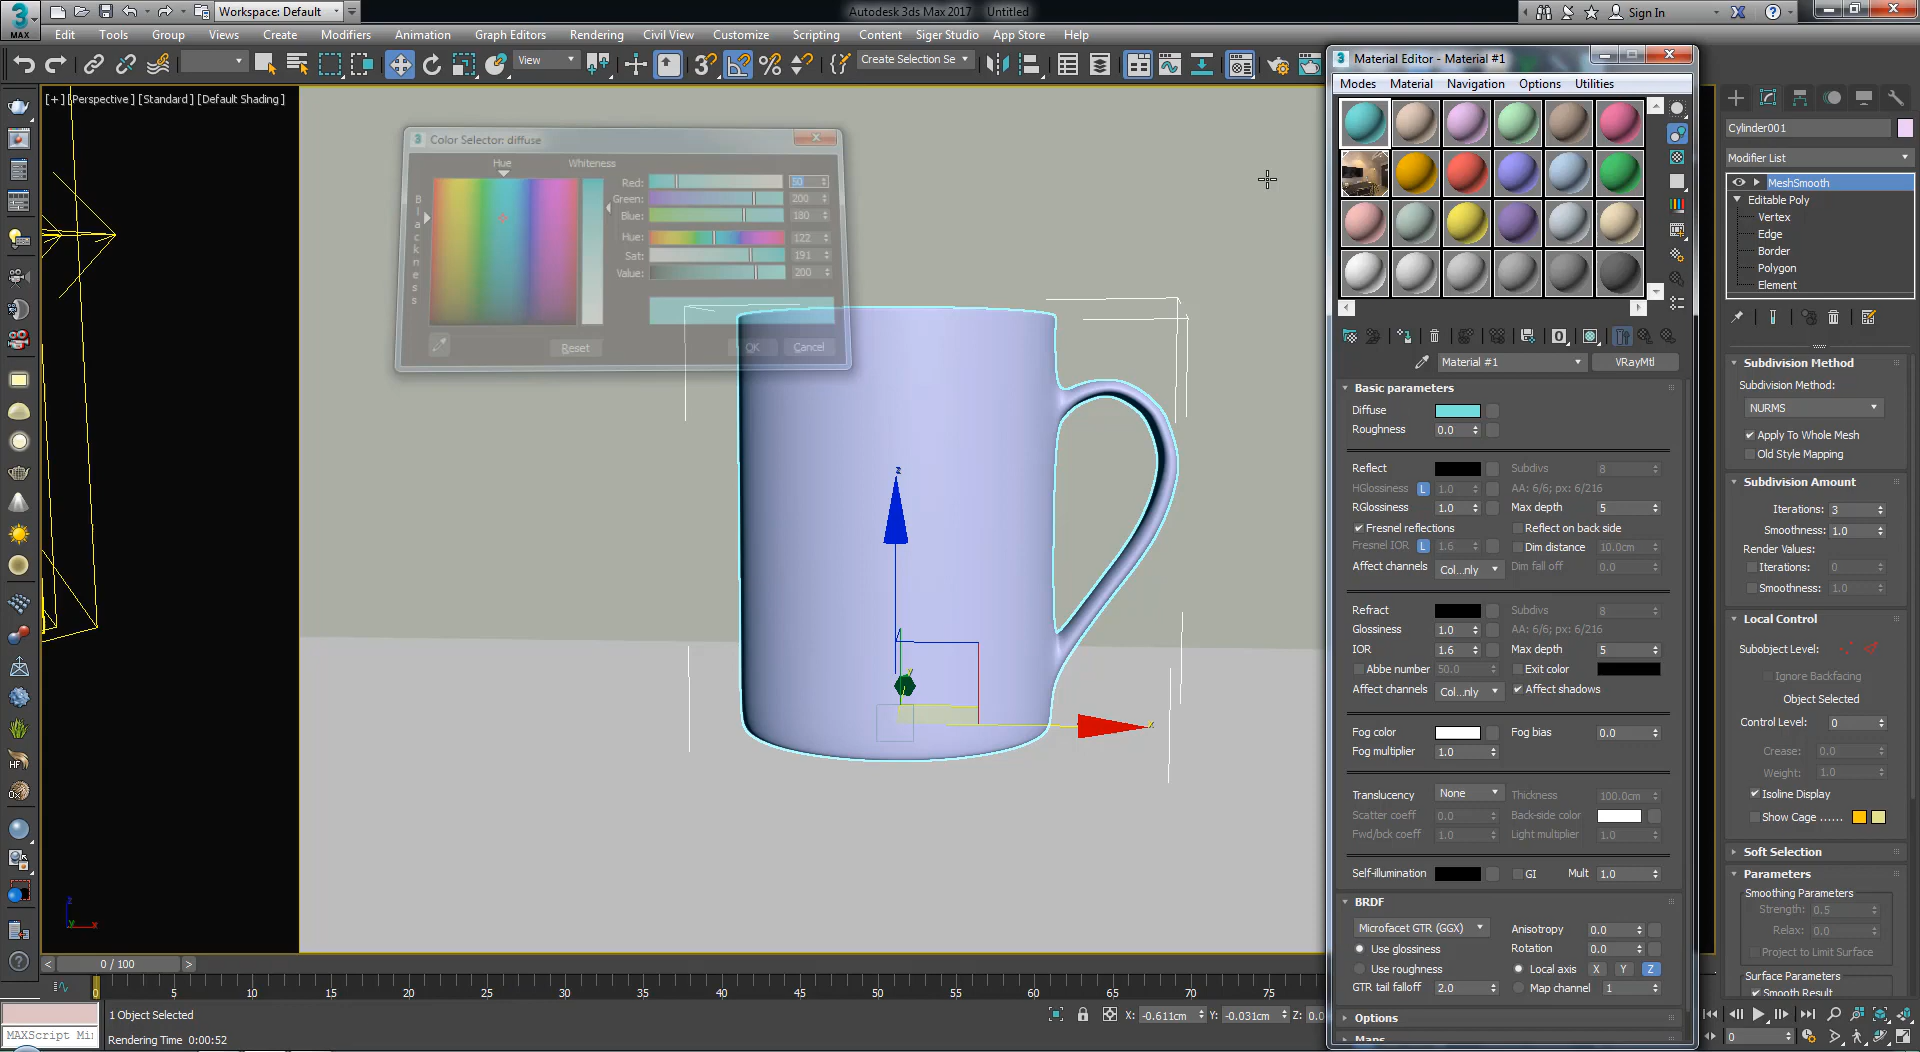 Workspace: Default
Autodesk 3ds Max 2017 Untitled
Sign In
MAX
Edit Tools Group Views Create Modifiers Animation Graph Editors Rendering Civil View Customize Scripting Content Siger Studio App Store Help
View
Create Selection Se
[+] [Perspective] [Standard] [Default Shading]
Color Selector: diffuse
Hue Whiteness
Blackness
Red: 50
Green: 200
Blue: 180
Hue: 122
Sat: 191
Value: 200
Reset OK Cancel
z
y
x
Material Editor - Material #1
Modes Material Navigation Options Utilities
Material #1 VRayMtl
Basic parameters
Diffuse
Roughness 0.0
Reflect Subdivs 8
HGlossiness L 1.0 AA: 6/6; px: 6/216
RGlossiness 1.0 Max depth 5
Fresnel reflections Reflect on back side
Fresnel IOR L 1.6 Dim distance 10.0cm
Affect channels Col...nly Dim fall off 0.0
Refract Subdivs 8
Glossiness 1.0 AA: 6/6; px: 6/216
IOR 1.6 Max depth 5
Abbe number 50.0 Exit color
Affect channels Col...nly Affect shadows
Fog color Fog bias 0.0
Fog multiplier 1.0
Translucency None Thickness 100.0cm
Scatter coeff 0.0 Back-side color
Fwd/bck coeff 1.0 Light multiplier 1.0
Self-illumination GI Mult 1.0
BRDF
Microfacet GTR (GGX) Anisotropy 0.0
Use glossiness Rotation 0.0
Use roughness Local axis X Y Z
GTR tail falloff 2.0 Map channel 1
Options
Maps
Cylinder001
Modifier List
MeshSmooth
Editable Poly
Vertex
Edge
Border
Polygon
Element
Subdivision Method
Subdivision Method:
NURMS
Apply To Whole Mesh
Old Style Mapping
Subdivision Amount
Iterations: 3
Smoothness: 1.0
Render Values:
Iterations: 0
Smoothness: 1.0
Local Control
Subobject Level:
Ignore Backfacing
Object Selected
Control Level: 0
Crease: 0.0
Weight: 1.0
Isoline Display
Show Cage ......
Soft Selection
Parameters
Smoothing Parameters
Strength: 0.5
Relax: 0.0
Project to Limit Surface
Surface Parameters
Smooth Result
HF
z
y x
< 0 / 100 >
5 10 15 20 25 30 35 40 45 50 55 60 65 70 75
1 Object Selected
X: -0.611cm Y: -0.031cm Z: 0.0
MAXScript Mi
Rendering Time 0:00:52
0